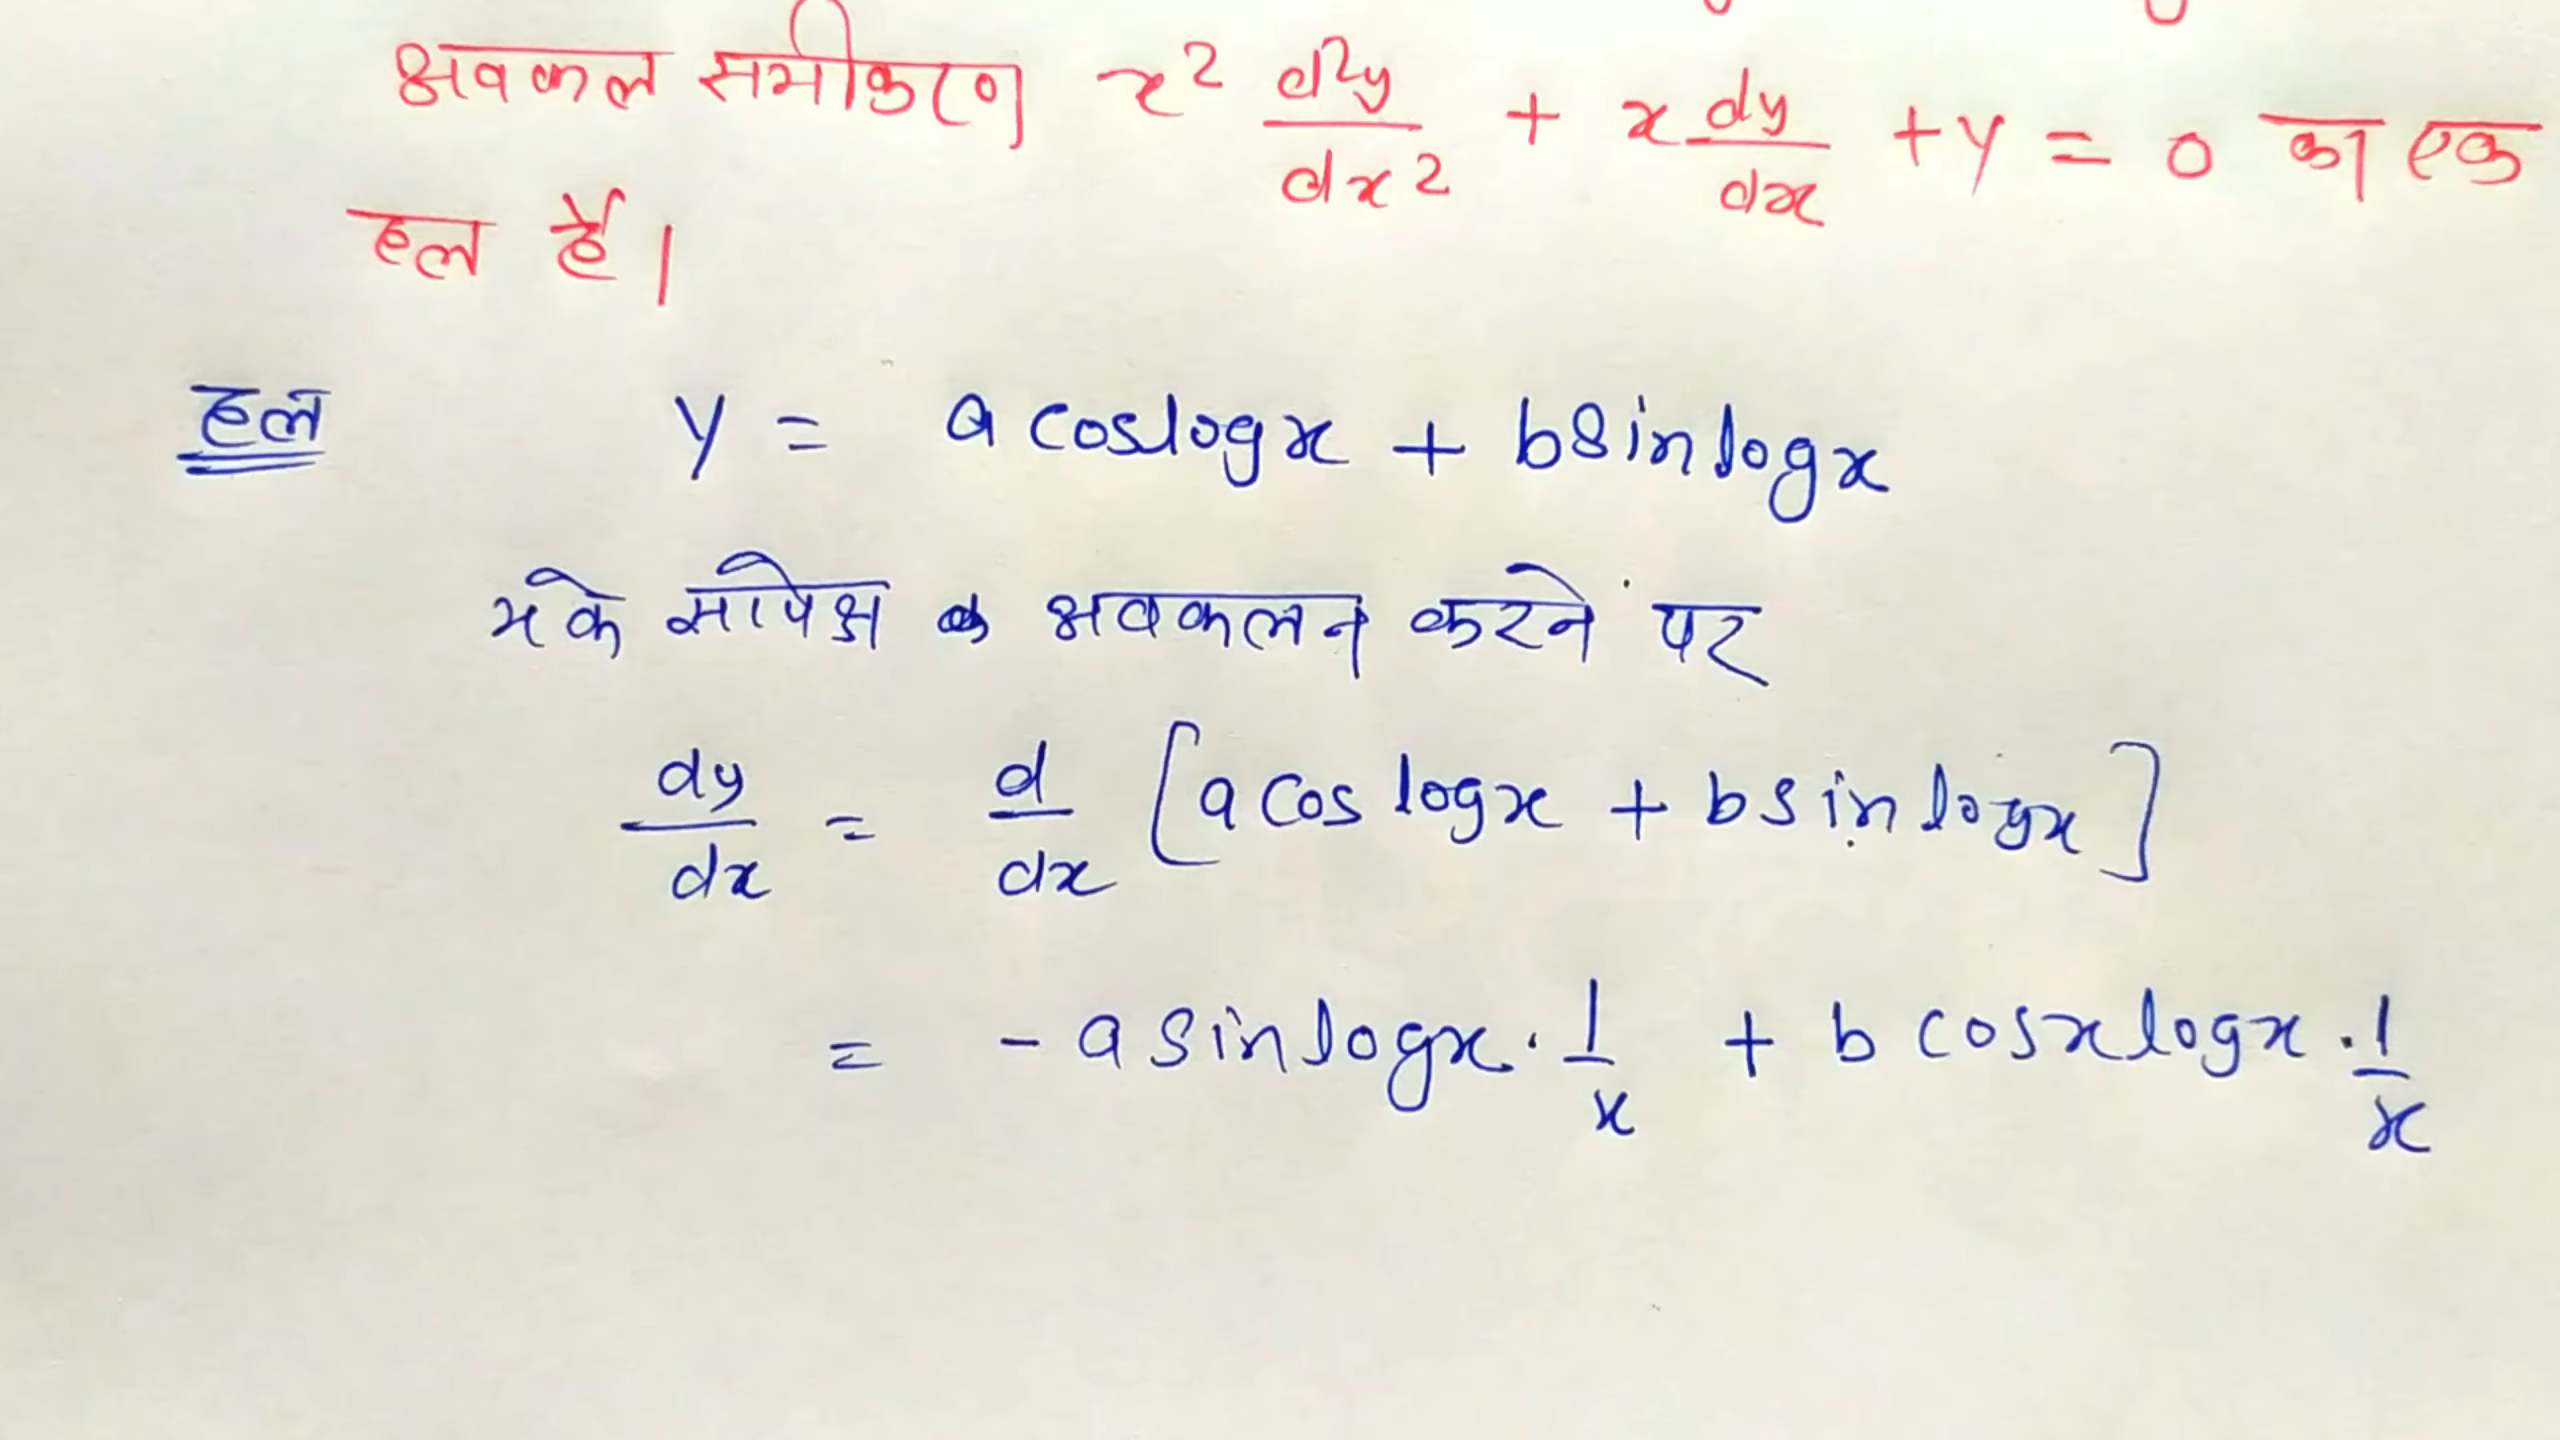 अवकल समीकरण x² d²y/dx² + x dy/dx + y = 0 का एक
हल हैं।
हल y = a cos log x + b sin log x
x के सापेक्ष अवकलन करने पर
dy/dx = d/dx [a cos log x + b sin log x]
= - a sin log x · 1/x + b cos x log x · 1/x